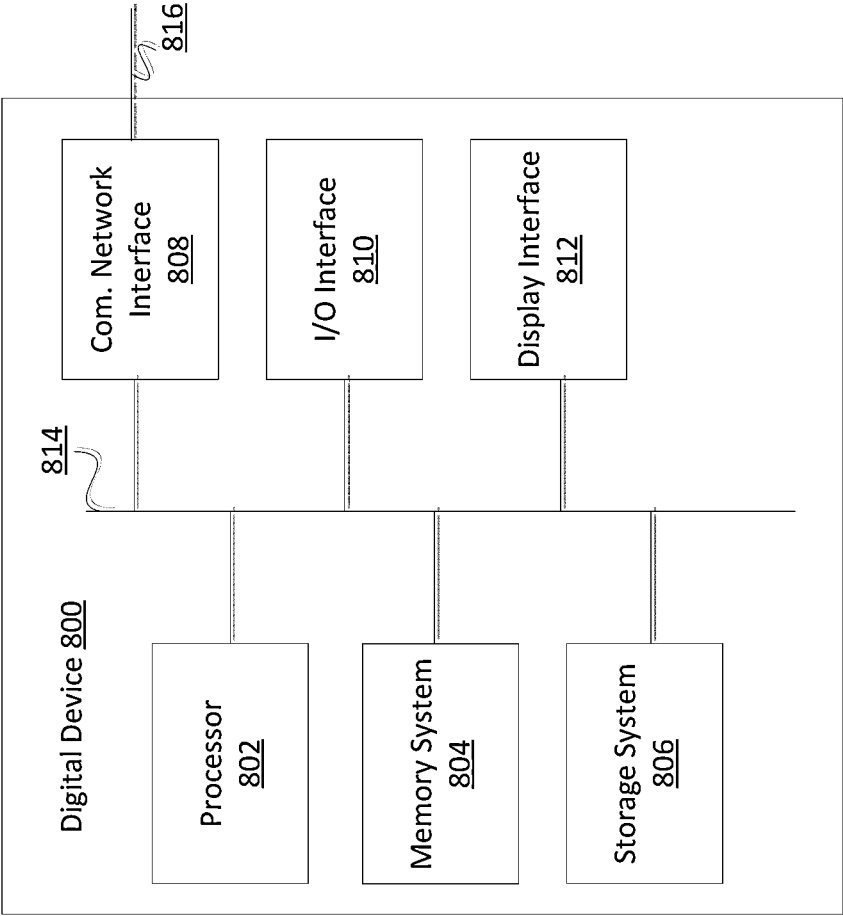 Digital Device 800
Processor
802
Memory System
804
Storage System
806
814
Com. Network
Interface
808
I/O Interface
810
Display Interface
812
816